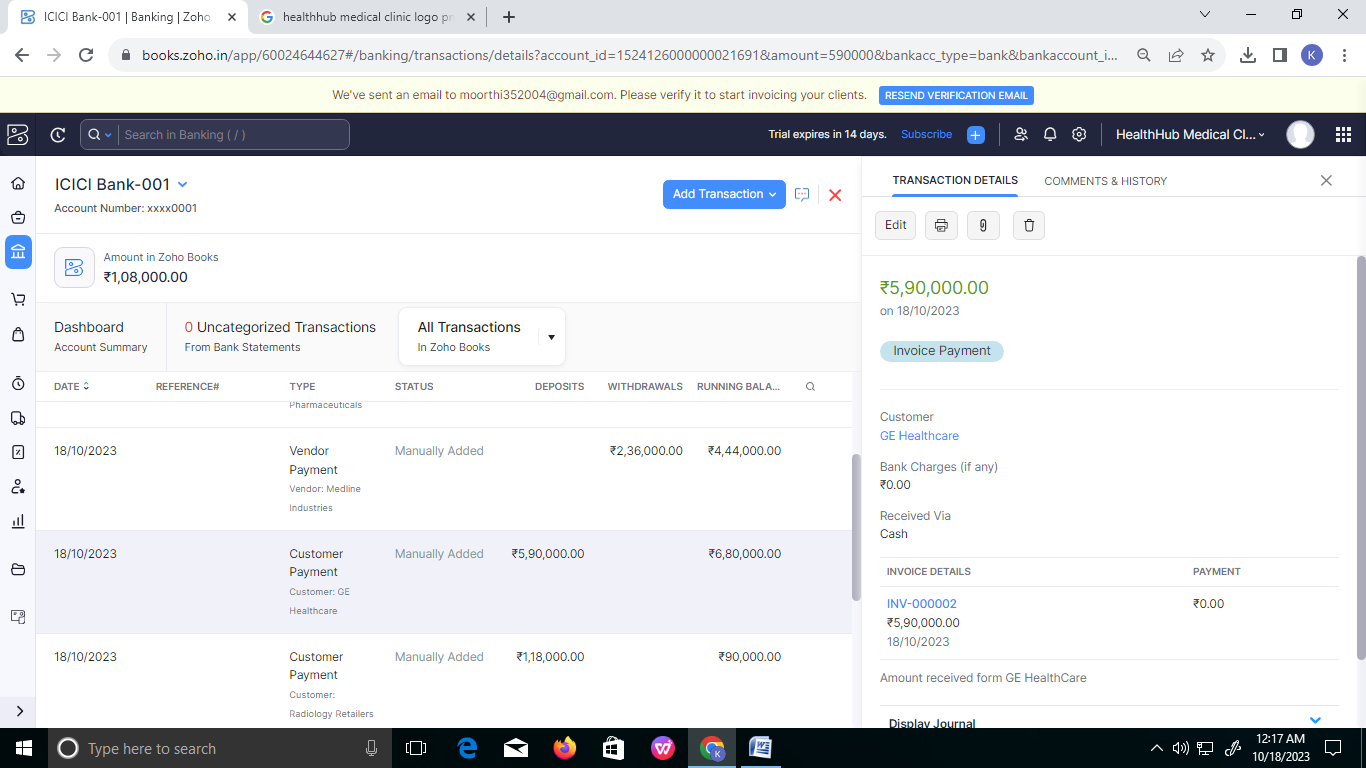 ICICI Bank-001 | Banking | Zoho
healthhub medical clinic logo pn
books.zoho.in/app/60024644627#/banking/transactions/details?account_id=1524126000000021691&amount=590000&bankacc_type=bank&bankaccount_i...
K
We've sent an email to moorthi352004@gmail.com. Please verify it to start invoicing your clients. RESEND VERIFICATION EMAIL
Search in Banking ( / )
Trial expires in 14 days. Subscribe
HealthHub Medical Cl...
ICICI Bank-001
Account Number: xxxx0001
Add Transaction
Amount in Zoho Books
₹1,08,000.00
Dashboard
Account Summary
0 Uncategorized Transactions
From Bank Statements
All Transactions
In Zoho Books
DATE REFERENCE# TYPE STATUS DEPOSITS WITHDRAWALS RUNNING BALA...
Pharmaceuticals
18/10/2023 Vendor Manually Added ₹2,36,000.00 ₹4,44,000.00
Payment
Vendor: Medline
Industries
18/10/2023 Customer Manually Added ₹5,90,000.00 ₹6,80,000.00
Payment
Customer: GE
Healthcare
18/10/2023 Customer Manually Added ₹1,18,000.00 ₹90,000.00
Payment
Customer:
Radiology Retailers
TRANSACTION DETAILS COMMENTS & HISTORY
Edit
₹5,90,000.00
on 18/10/2023
Invoice Payment
Customer
GE Healthcare
Bank Charges (if any)
₹0.00
Received Via
Cash
INVOICE DETAILS PAYMENT
INV-000002 ₹0.00
₹5,90,000.00
18/10/2023
Amount received form GE HealthCare
Display Journal
Type here to search
12:17 AM
10/18/2023